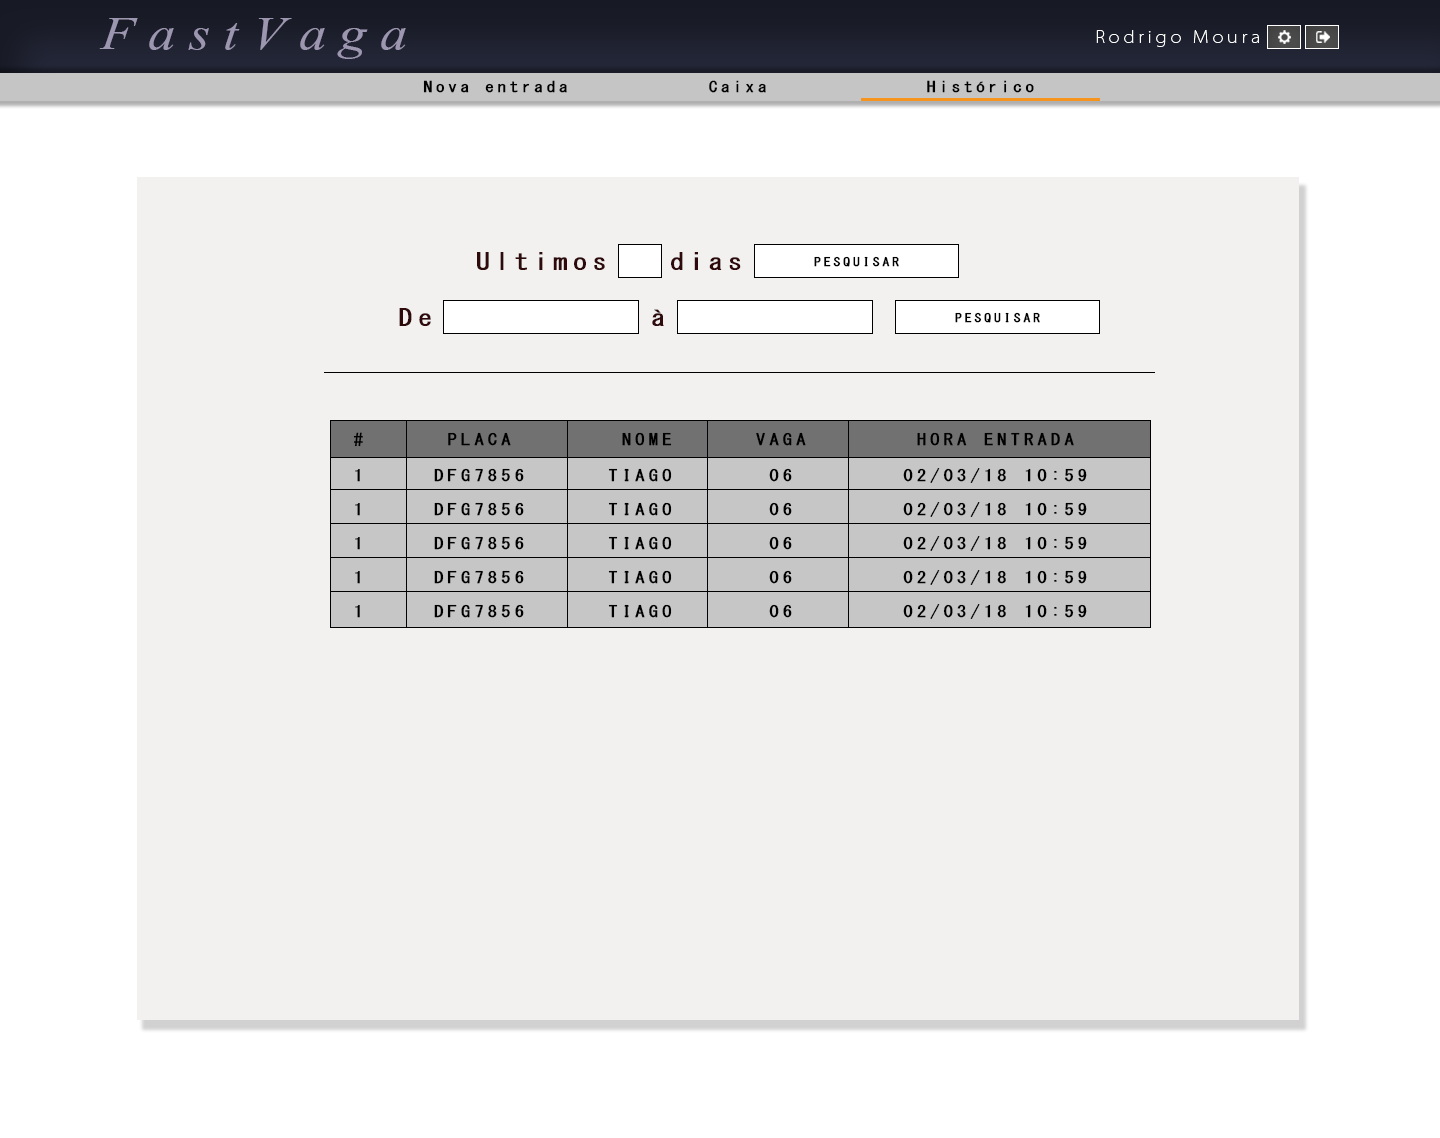 FastVaga
Rodrigo Moura
Nova entrada Caixa Histórico
Ultimos dias PESQUISAR
De à PESQUISAR
# PLACA NOME VAGA HORA ENTRADA
1 DFG7856 TIAGO 06 02/03/18 10:59
1 DFG7856 TIAGO 06 02/03/18 10:59
1 DFG7856 TIAGO 06 02/03/18 10:59
1 DFG7856 TIAGO 06 02/03/18 10:59
1 DFG7856 TIAGO 06 02/03/18 10:59